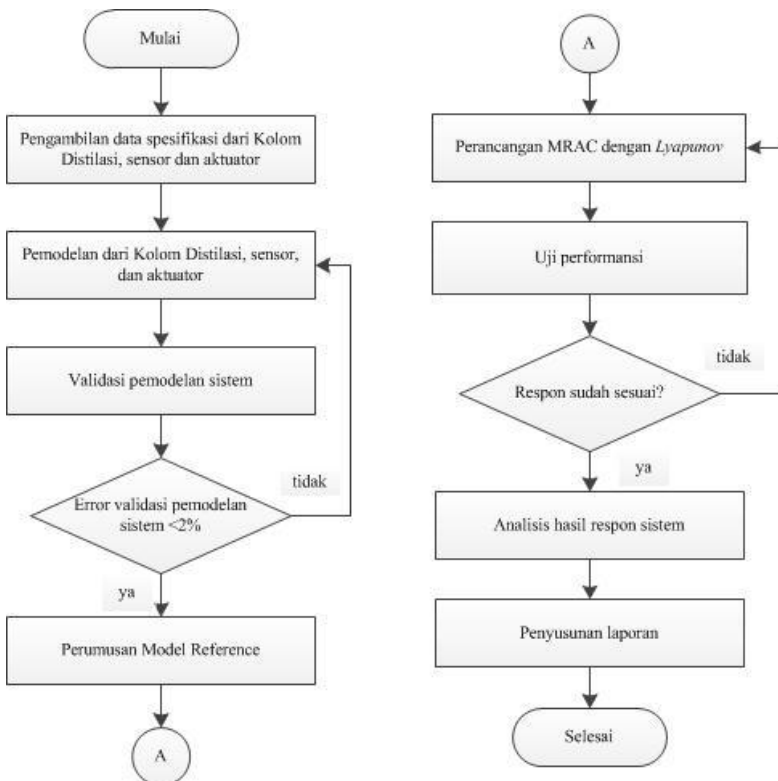 Mulai
Pengambilan data spesifikasi dari Kolom
Distilasi, sensor dan aktuator
Pemodelan dari Kolom Distilasi, sensor,
dan aktuator
Validasi pemodelan sistem
Error validasi pemodelan
sistem <2%
tidak
ya
Perumusan Model Reference
A
A
Perancangan MRAC dengan Lyapunov
Uji performansi
Respon sudah sesuai?
tidak
ya
Analisis hasil respon sistem
Penyusunan laporan
Selesai